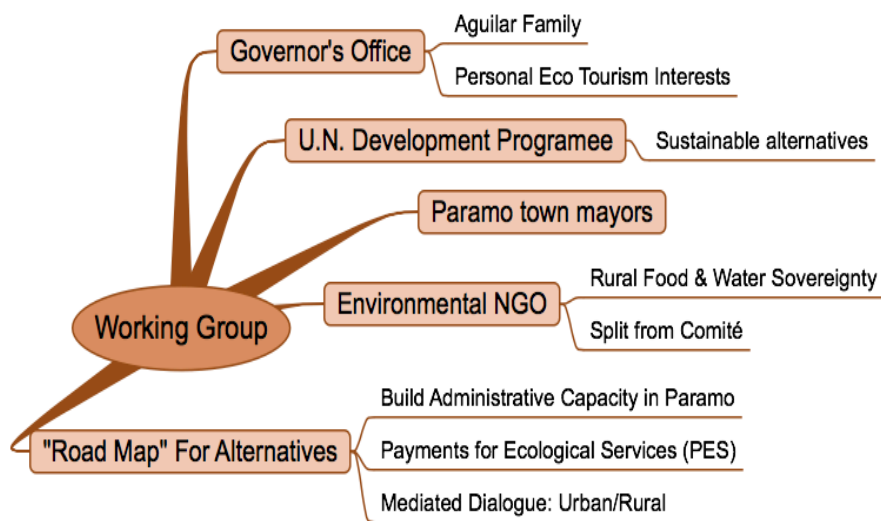 Governor's Office
Aguilar Family
Personal Eco Tourism Interests
U.N. Development Programee
Sustainable alternatives
Paramo town mayors
Working Group
Environmental NGO
Rural Food & Water Sovereignty
Split from Comité
"Road Map" For Alternatives
Build Administrative Capacity in Paramo
Payments for Ecological Services (PES)
Mediated Dialogue: Urban/Rural